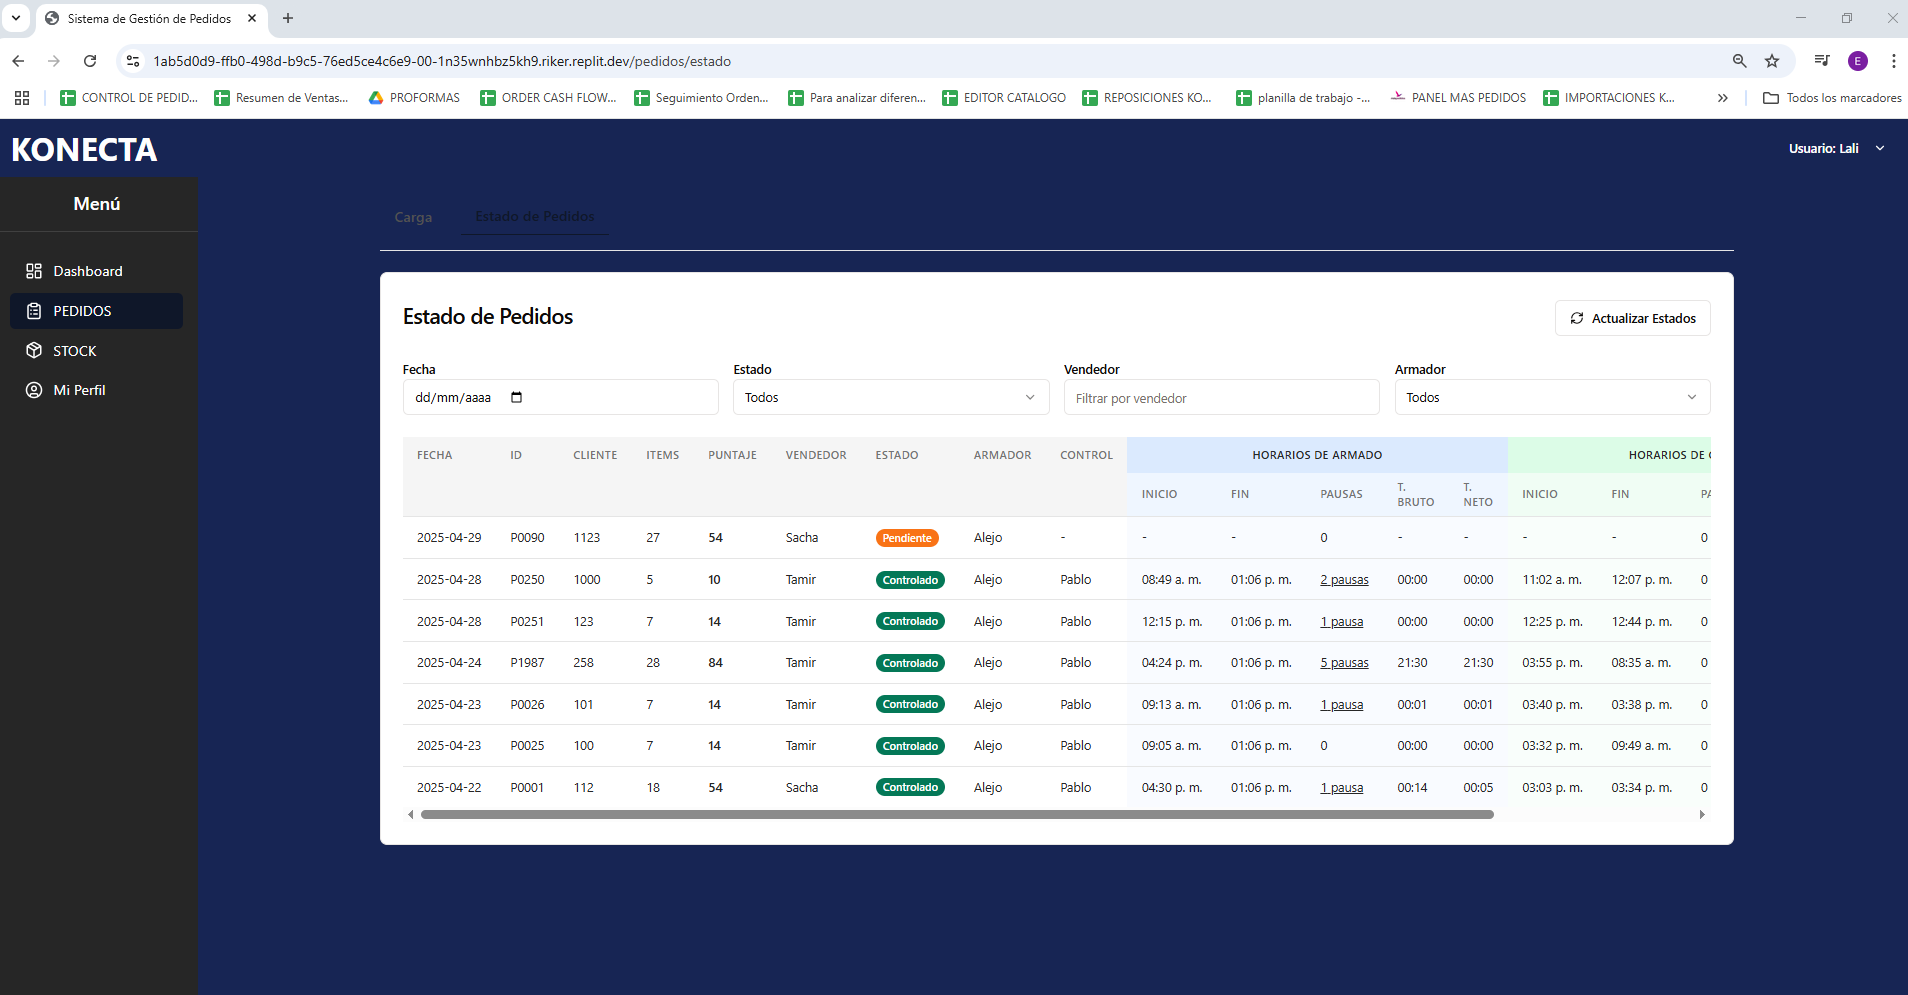 Sistema de Gestión de Pedidos
1ab5d0d9-ffb0-498d-b9c5-76ed5ce4c6e9-00-1n35wnhbz5kh9.riker.replit.dev/pedidos/estado
E
CONTROL DE PEDID... Resumen de Ventas... PROFORMAS ORDER CASH FLOW... Seguimiento Orden... Para analizar diferen... EDITOR CATALOGO REPOSICIONES KO... planilla de trabajo -... PANEL MAS PEDIDOS IMPORTACIONES K... Todos los marcadores
KONECTA
Usuario: Lali
Menú
Dashboard
PEDIDOS
STOCK
Mi Perfil
Carga Estado de Pedidos
Estado de Pedidos
Actualizar Estados
Fecha Estado Vendedor Armador
dd/mm/aaaa Todos Filtrar por vendedor Todos
FECHA ID CLIENTE ITEMS PUNTAJE VENDEDOR ESTADO ARMADOR CONTROL HORARIOS DE ARMADO HORARIOS DE
INICIO FIN PAUSAS T. BRUTO T. NETO INICIO FIN PA
2025-04-29 P0090 1123 27 54 Sacha Pendiente Alejo - - - 0 - - - - 0
2025-04-28 P0250 1000 5 10 Tamir Controlado Alejo Pablo 08:49 a. m. 01:06 p. m. 2 pausas 00:00 00:00 11:02 a. m. 12:07 p. m. 0
2025-04-28 P0251 123 7 14 Tamir Controlado Alejo Pablo 12:15 p. m. 01:06 p. m. 1 pausa 00:00 00:00 12:25 p. m. 12:44 p. m. 0
2025-04-24 P1987 258 28 84 Tamir Controlado Alejo Pablo 04:24 p. m. 01:06 p. m. 5 pausas 21:30 21:30 03:55 p. m. 08:35 a. m. 0
2025-04-23 P0026 101 7 14 Tamir Controlado Alejo Pablo 09:13 a. m. 01:06 p. m. 1 pausa 00:01 00:01 03:40 p. m. 03:38 p. m. 0
2025-04-23 P0025 100 7 14 Tamir Controlado Alejo Pablo 09:05 a. m. 01:06 p. m. 0 00:00 00:00 03:32 p. m. 09:49 a. m. 0
2025-04-22 P0001 112 18 54 Sacha Controlado Alejo Pablo 04:30 p. m. 01:06 p. m. 1 pausa 00:14 00:05 03:03 p. m. 03:34 p. m. 0